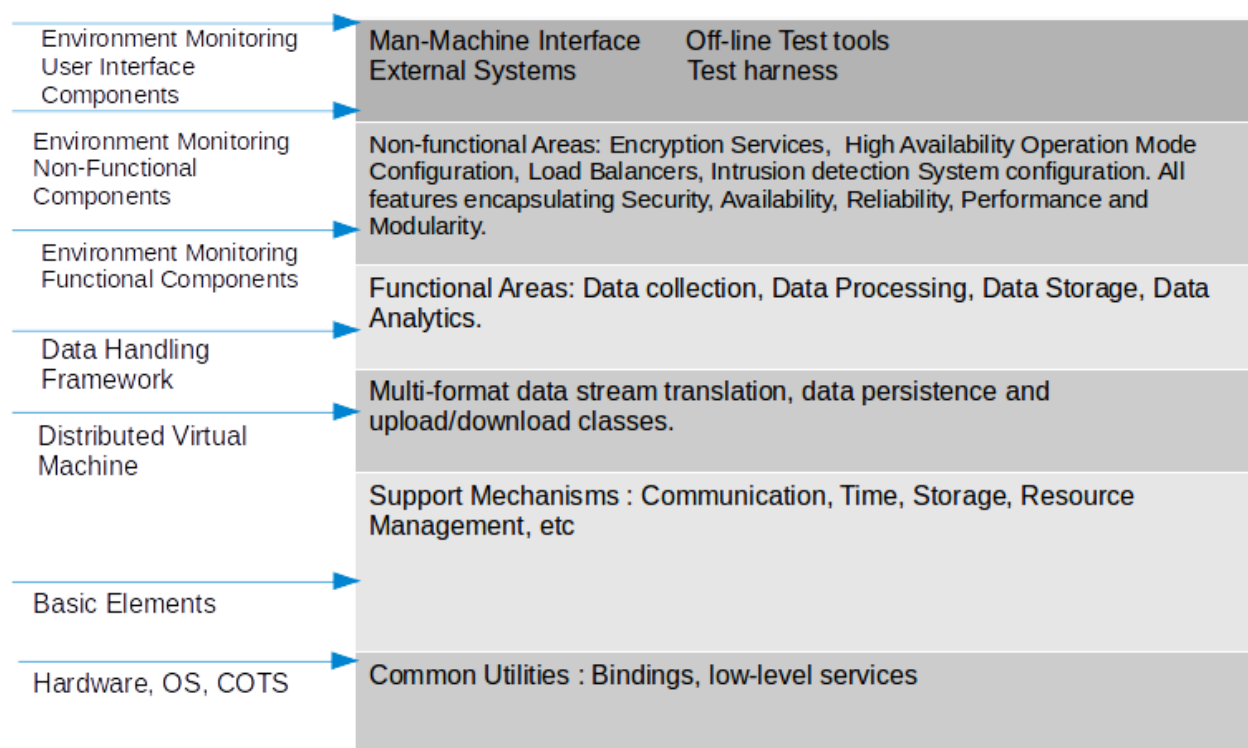 Environment Monitoring
User Interface
Components
Man-Machine Interface Off-line Test tools
External Systems Test harness
Environment Monitoring
Non-Functional
Components
Non-functional Areas: Encryption Services, High Availability Operation Mode
Configuration, Load Balancers, Intrusion detection System configuration. All
features encapsulating Security, Availability, Reliability, Performance and
Modularity.
Environment Monitoring
Functional Components
Functional Areas: Data collection, Data Processing, Data Storage, Data
Analytics.
Data Handling
Framework
Multi-format data stream translation, data persistence and
upload/download classes.
Distributed Virtual
Machine
Support Mechanisms : Communication, Time, Storage, Resource
Management, etc
Basic Elements
Hardware, OS, COTS
Common Utilities : Bindings, low-level services